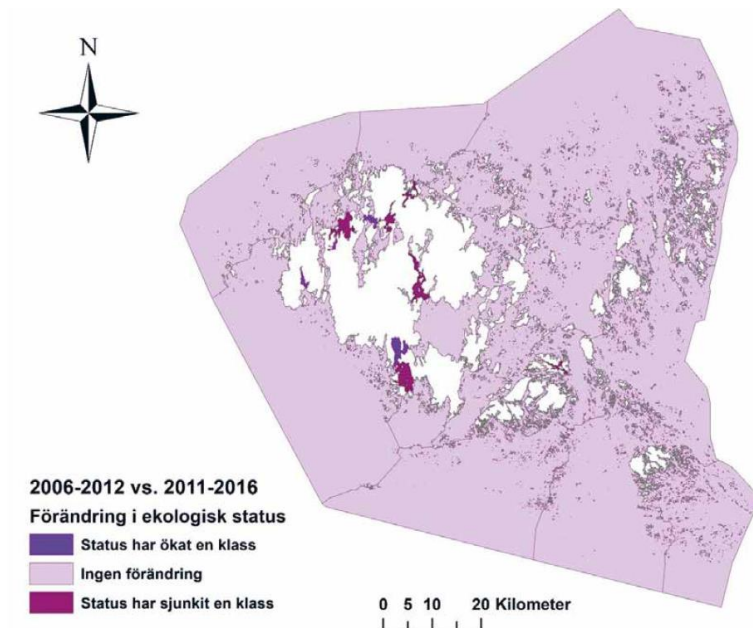 N
2006-2012 vs. 2011-2016
Förändring i ekologisk status
Status har ökat en klass
Ingen förändring
Status har sjunkit en klass
0 5 10 20 Kilometer